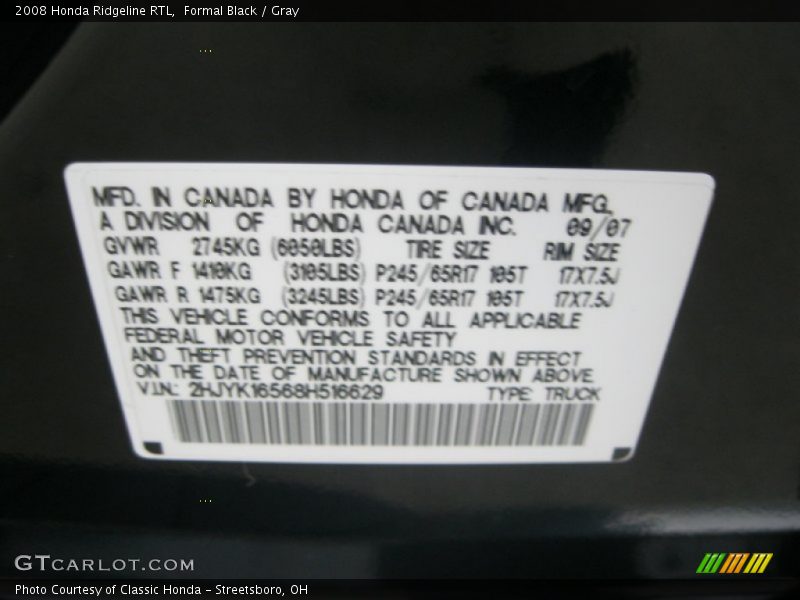 2008 Honda Ridgeline RTL,  Formal Black / Gray
MFD. IN CANADA BY HONDA OF CANADA MFG.,
A DIVISION OF HONDA CANADA INC. 09/07
GVWR 2745KG (6050LBS) TIRE SIZE RIM SIZE
GAWR F 1410KG (3105LBS) P245/65R17 105T 17X7.5J
GAWR R 1475KG (3245LBS) P245/65R17 105T 17X7.5J
THIS VEHICLE CONFORMS TO ALL APPLICABLE
FEDERAL MOTOR VEHICLE SAFETY
AND THEFT PREVENTION STANDARDS IN EFFECT
ON THE DATE OF MANUFACTURE SHOWN ABOVE.
V.I.N.: 2HJYK16568H516629 TYPE: TRUCK
GTCARLOT.COM
Photo Courtesy of Classic Honda - Streetsboro, OH